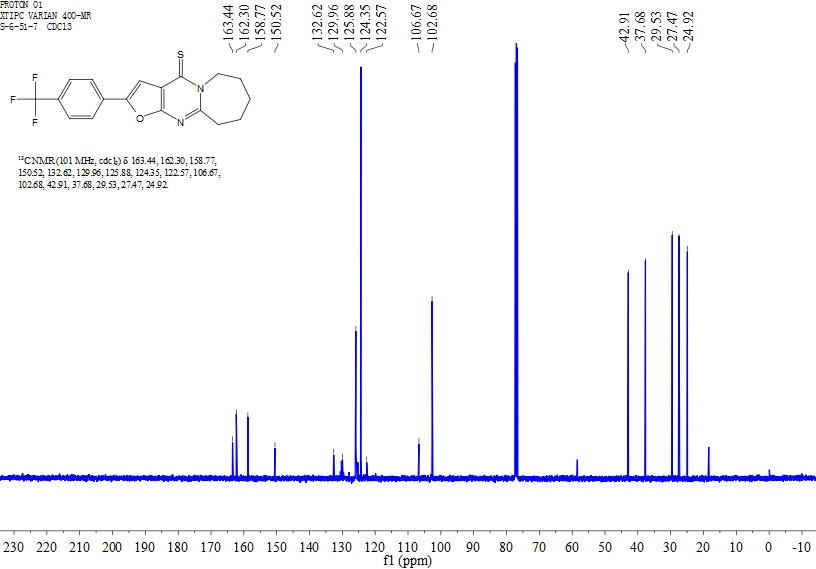 PROTON 01
XTIPC VARIAN 400-MR
S-6-51-7 CDCl3
163.44
162.30
158.77
150.52
132.62
129.96
125.88
124.35
122.57
106.67
102.68
42.91
37.68
29.53
27.47
24.92
S
F
F
F
N
O
N
¹³C NMR (101 MHz, cdcl₃) δ 163.44, 162.30, 158.77,
150.52, 132.62, 129.96, 125.88, 124.35, 122.57, 106.67,
102.68, 42.91, 37.68, 29.53, 27.47, 24.92.
230 220 210 200 190 180 170 160 150 140 130 120 110 100 90 80 70 60 50 40 30 20 10 0 -10
f1 (ppm)